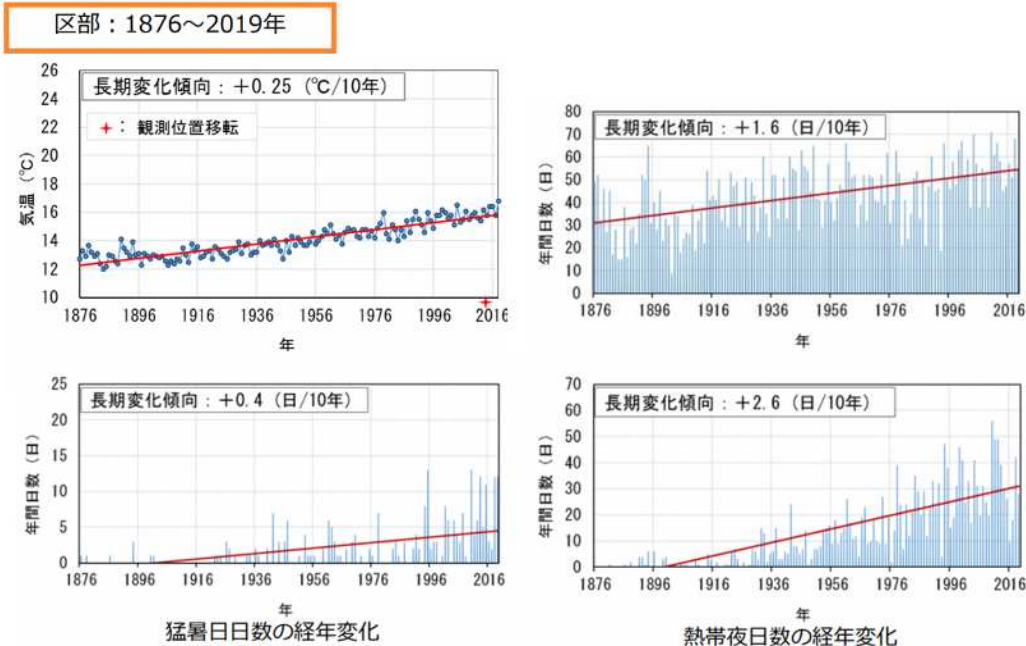 区部：1876～2019年
長期変化傾向：＋0.25（℃/10年）
＋： 観測位置移転
気温（℃）
26
24
22
20
18
16
14
12
10
1876 1896 1916 1936 1956 1976 1996 2016
年
長期変化傾向：＋1.6（日/10年）
年間日数（日）
80
70
60
50
40
30
20
10
0
1876 1896 1916 1936 1956 1976 1996 2016
年
長期変化傾向：＋0.4（日/10年）
年間日数（日）
25
20
15
10
5
0
1876 1896 1916 1936 1956 1976 1996 2016
年
猛暑日日数の経年変化
長期変化傾向：＋2.6（日/10年）
年間日数（日）
70
60
50
40
30
20
10
0
1876 1896 1916 1936 1956 1976 1996 2016
年
熱帯夜日数の経年変化